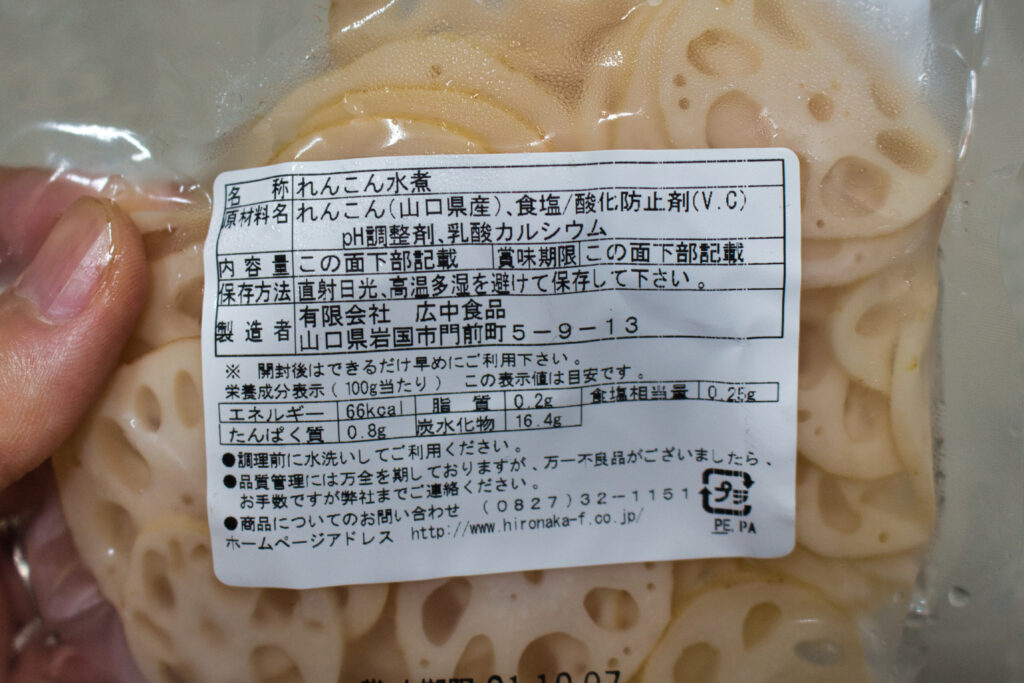 名　称 れんこん水煮
原材料名 れんこん(山口県産)、食塩/酸化防止剤(V.C)
pH調整剤、乳酸カルシウム
内容量 この面下部記載 賞味期限 この面下部記載
保存方法 直射日光、高温多湿を避けて保存して下さい。
製造者 有限会社　広中食品
山口県岩国市門前町5-9-13
※　開封後はできるだけ早めにご利用下さい。
栄養成分表示(100g当たり)　この表示値は目安です。
エネルギー 66kcal 脂　質 0.2g 食塩相当量 0.25g
たんぱく質 0.8g 炭水化物 16.4g
●調理前に水洗いしてご利用ください。
●品質管理には万全を期しておりますが、万一不良品がございましたら、
お手数ですが弊社までご連絡ください。
●商品についてのお問い合わせ　(0827)32-1151
ホームページアドレス　http://www.hironaka-f.co.jp/
プラ
PE, PA
21.10.07